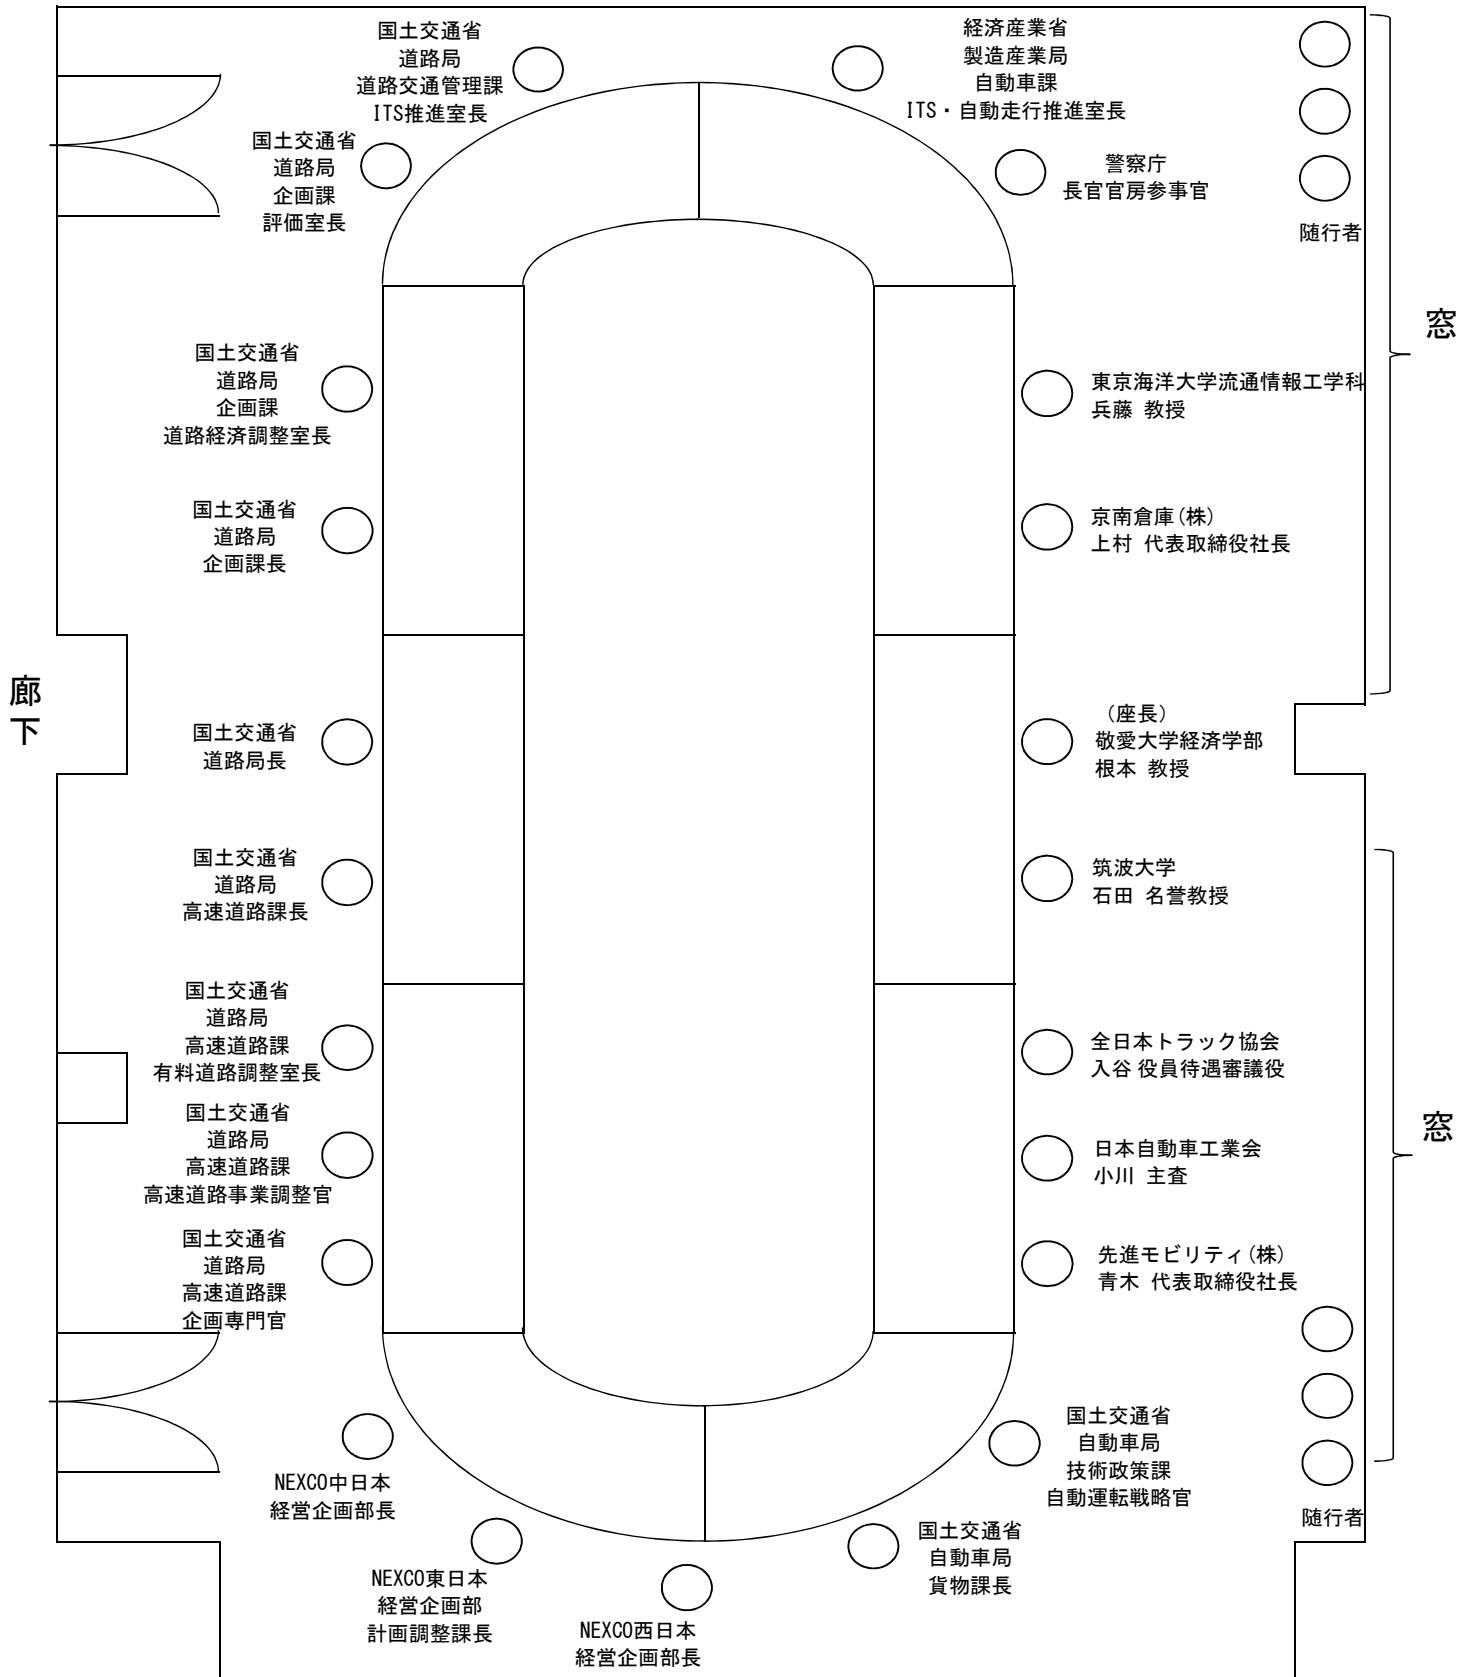 国土交通省
道路局
道路交通管理課
ITS推進室長
経済産業省
製造産業局
自動車課
ITS・自動走行推進室長
国土交通省
道路局
企画課
評価室長
警察庁
長官官房参事官
随行者
窓
国土交通省
道路局
企画課
道路経済調整室長
東京海洋大学流通情報工学科
兵藤 教授
国土交通省
道路局
企画課長
京南倉庫(株)
上村 代表取締役社長
廊下
国土交通省
道路局長
（座長）
敬愛大学経済学部
根本 教授
国土交通省
道路局
高速道路課長
筑波大学
石田 名誉教授
国土交通省
道路局
高速道路課
有料道路調整室長
全日本トラック協会
入谷 役員待遇審議役
窓
国土交通省
道路局
高速道路課
高速道路事業調整官
日本自動車工業会
小川 主査
国土交通省
道路局
高速道路課
企画専門官
先進モビリティ(株)
青木 代表取締役社長
NEXCO中日本
経営企画部長
国土交通省
自動車局
技術政策課
自動運転戦略官
随行者
NEXCO東日本
経営企画部
計画調整課長
NEXCO西日本
経営企画部長
国土交通省
自動車局
貨物課長